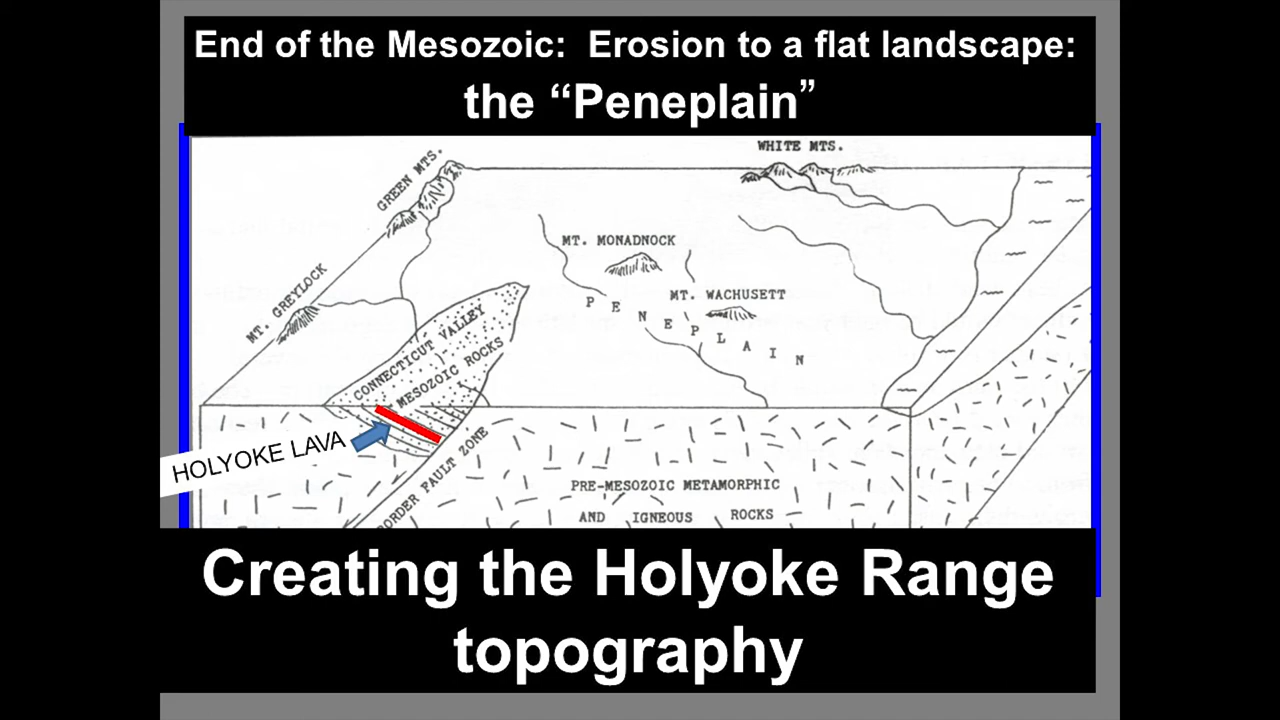 End of the Mesozoic:  Erosion to a flat landscape:
the “Peneplain”
WHITE MTS.
GREEN MTS.
MT. MONADNOCK
MT. GREYLOCK
MT. WACHUSETT
PENEPLAIN
CONNECTICUT VALLEY
MESOZOIC ROCKS
HOLYOKE LAVA
BORDER FAULT ZONE
PRE-MESOZOIC METAMORPHIC
AND IGNEOUS ROCKS
Creating the Holyoke Range
topography